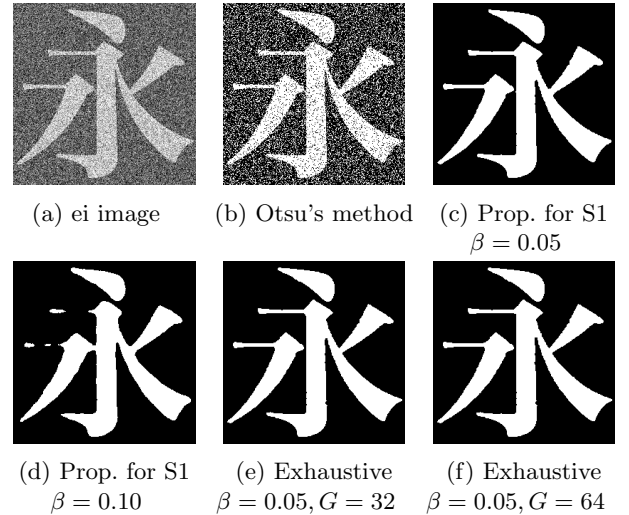 永 永 永
(a) ei image (b) Otsu's method (c) Prop. for S1
β = 0.05
永 永 永
(d) Prop. for S1 (e) Exhaustive (f) Exhaustive
β = 0.10 β = 0.05, G = 32 β = 0.05, G = 64